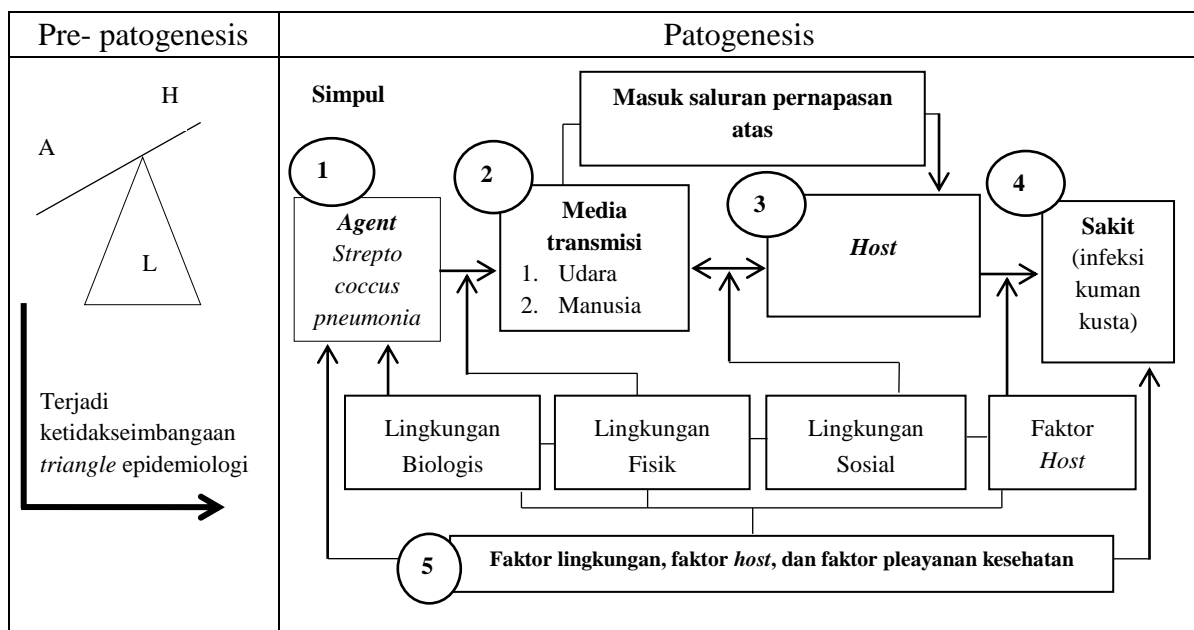 Pre- patogenesis
Patogenesis
H
A
L
Terjadi
ketidakseimbangaan
triangle epidemiologi
Simpul
Masuk saluran pernapasan
atas
1
Agent
Strepto
coccus
pneumonia
2
Media
transmisi
1. Udara
2. Manusia
3
Host
4
Sakit
(infeksi
kuman
kusta)
Lingkungan
Biologis
Lingkungan
Fisik
Lingkungan
Sosial
Faktor
Host
5
Faktor lingkungan, faktor host, dan faktor pleayanan kesehatan